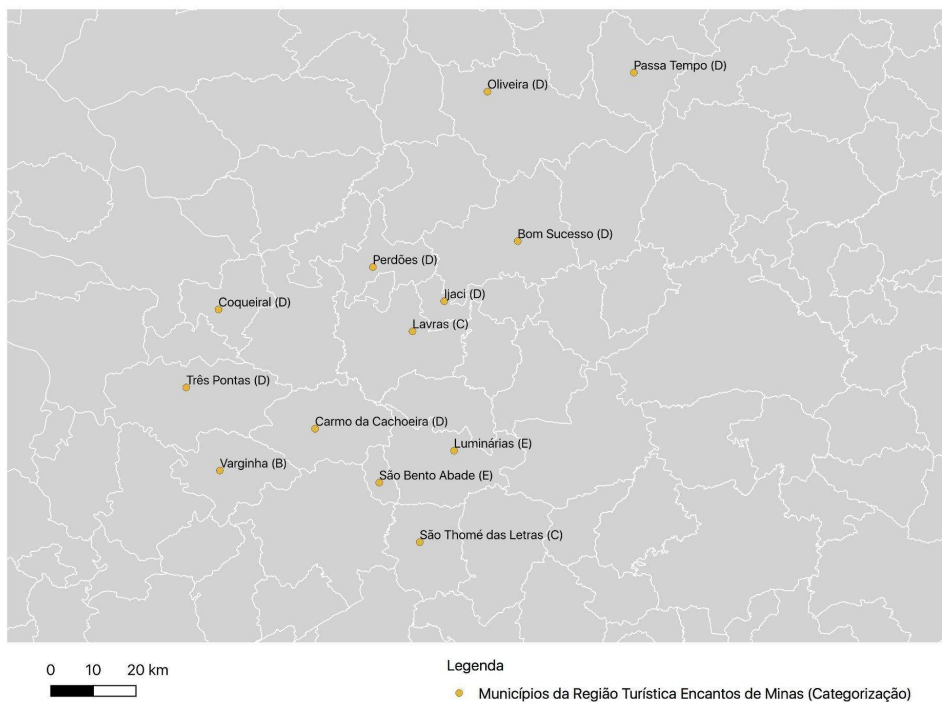 Passa Tempo (D)
Oliveira (D)
Bom Sucesso (D)
Perdões (D)
Ijaci (D)
Coqueiral (D)
Lavras (C)
Três Pontas (D)
Carmo da Cachoeira (D)
Luminárias (E)
Varginha (B)
São Bento Abade (E)
São Thomé das Letras (C)
0 10 20 km
Legenda
Municípios da Região Turística Encantos de Minas (Categorização)